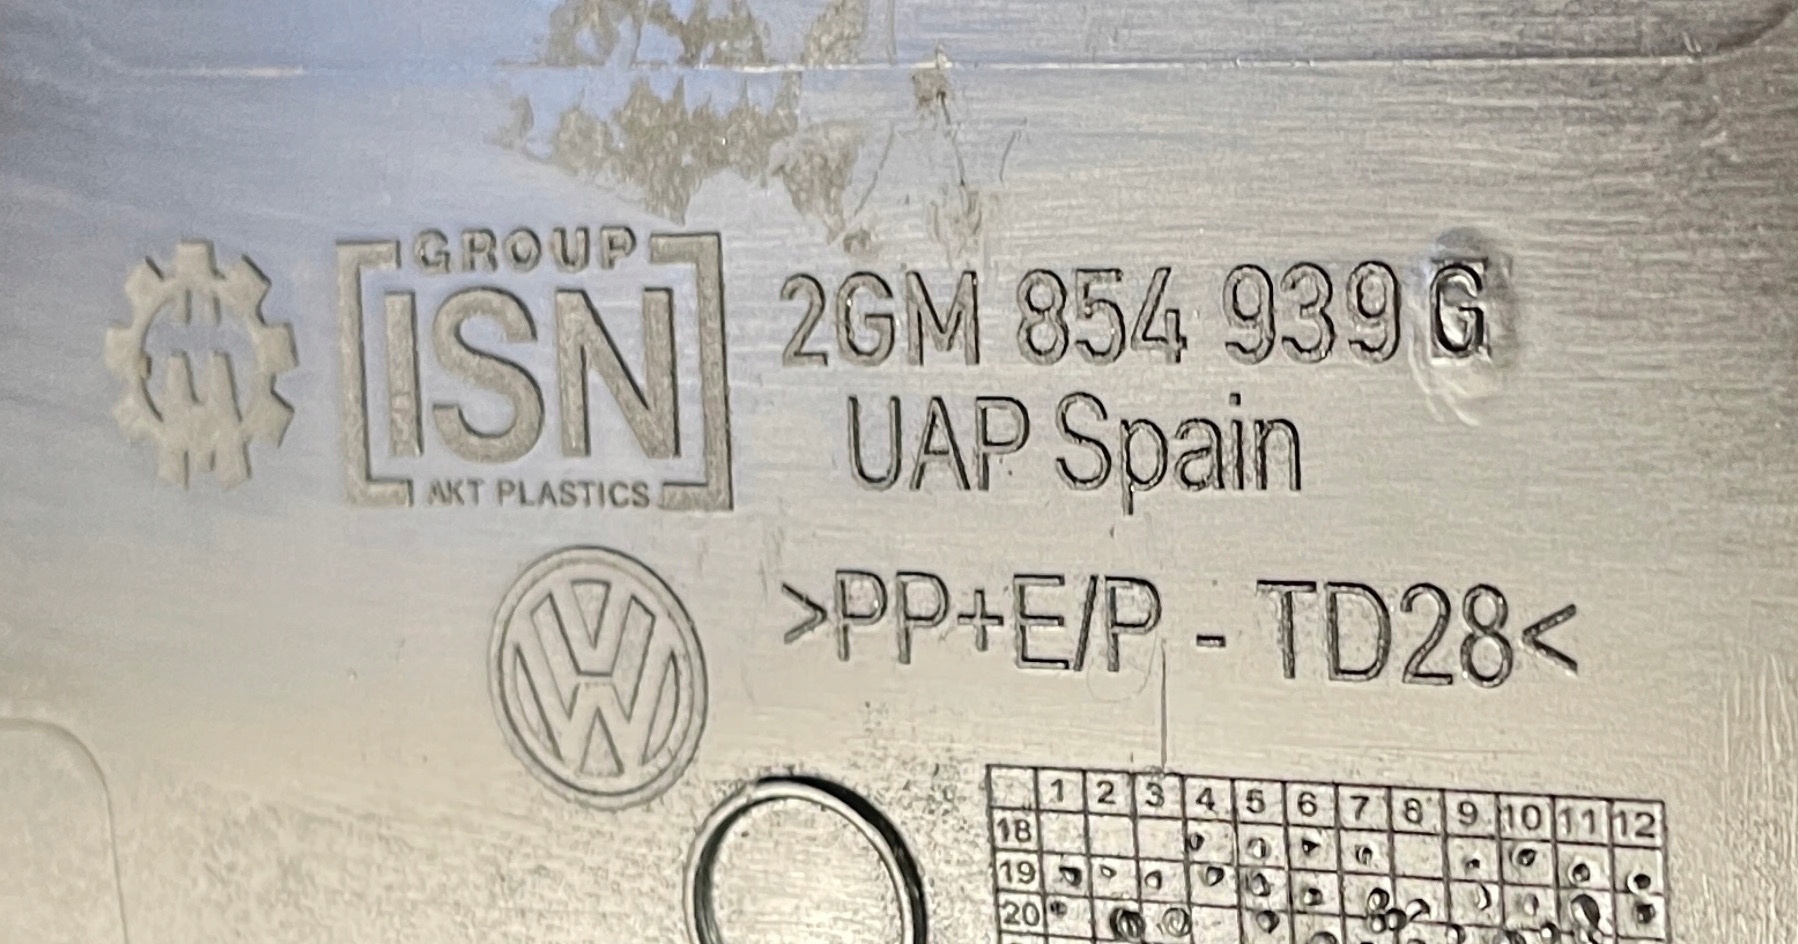 GROUP
ISN
AKT PLASTICS
2GM 854 939 G
UAP Spain
>PP+E/P - TD28<
1 2 3 4 5 6 7 8 9 10 11 12
18
19
20